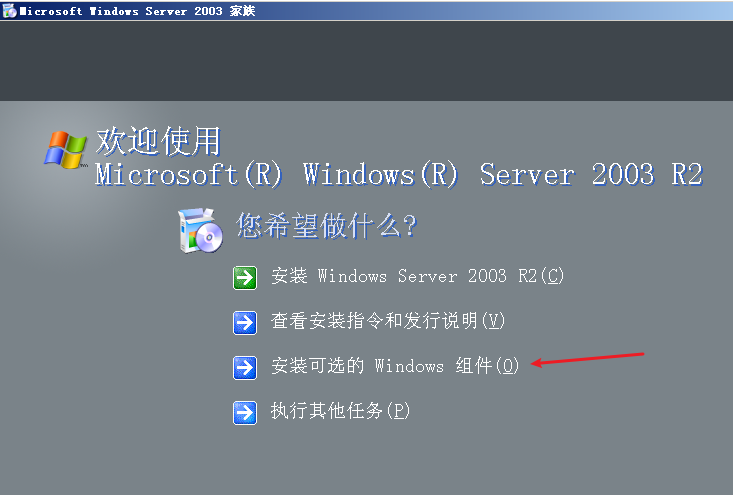 Microsoft Windows Server 2003 家族
欢迎使用
Microsoft(R) Windows(R) Server 2003 R2
您希望做什么?
安装 Windows Server 2003 R2(C)
查看安装指令和发行说明(V)
安装可选的 Windows 组件(O)
执行其他任务(P)